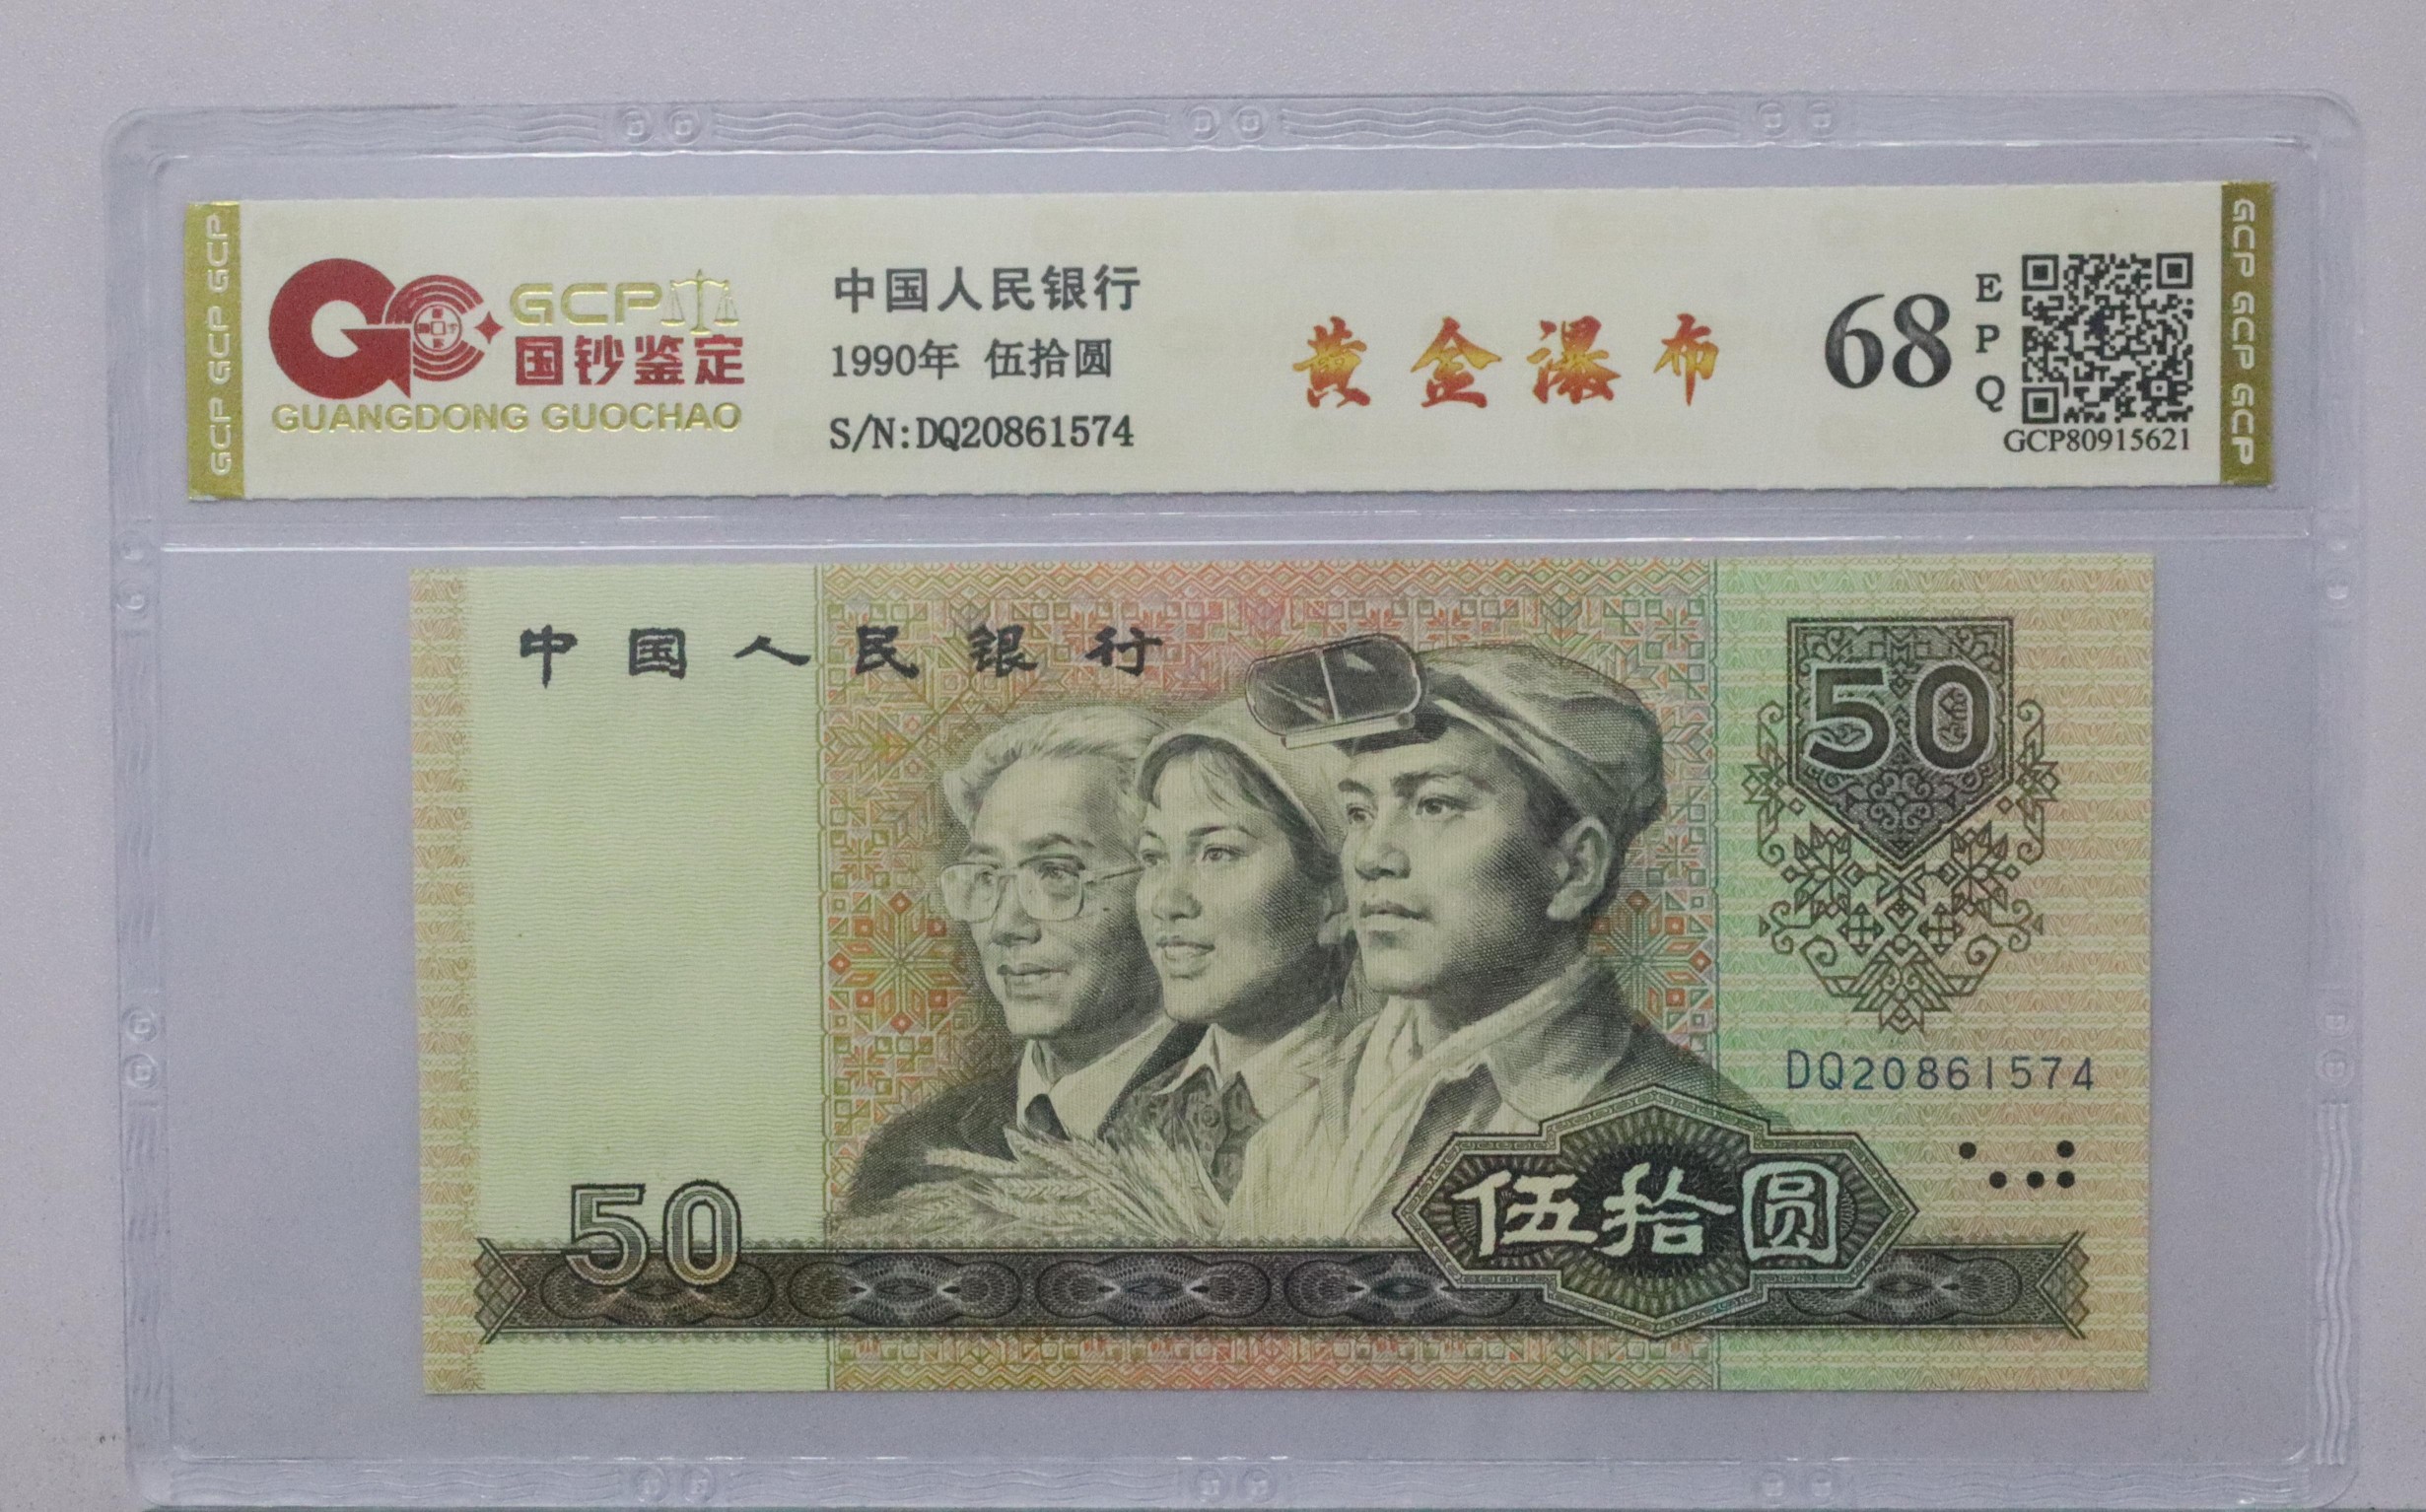 GCP GCP GCP
GCP
国钞鉴定
GUANGDONG GUOCHAO
中国人民银行
1990年 伍拾圆
S/N:DQ20861574
黄金瀑布
68
E
P
Q
GCP80915621
GCP GCP GCP
中国人民银行
50
DQ20861574
50
伍拾圆